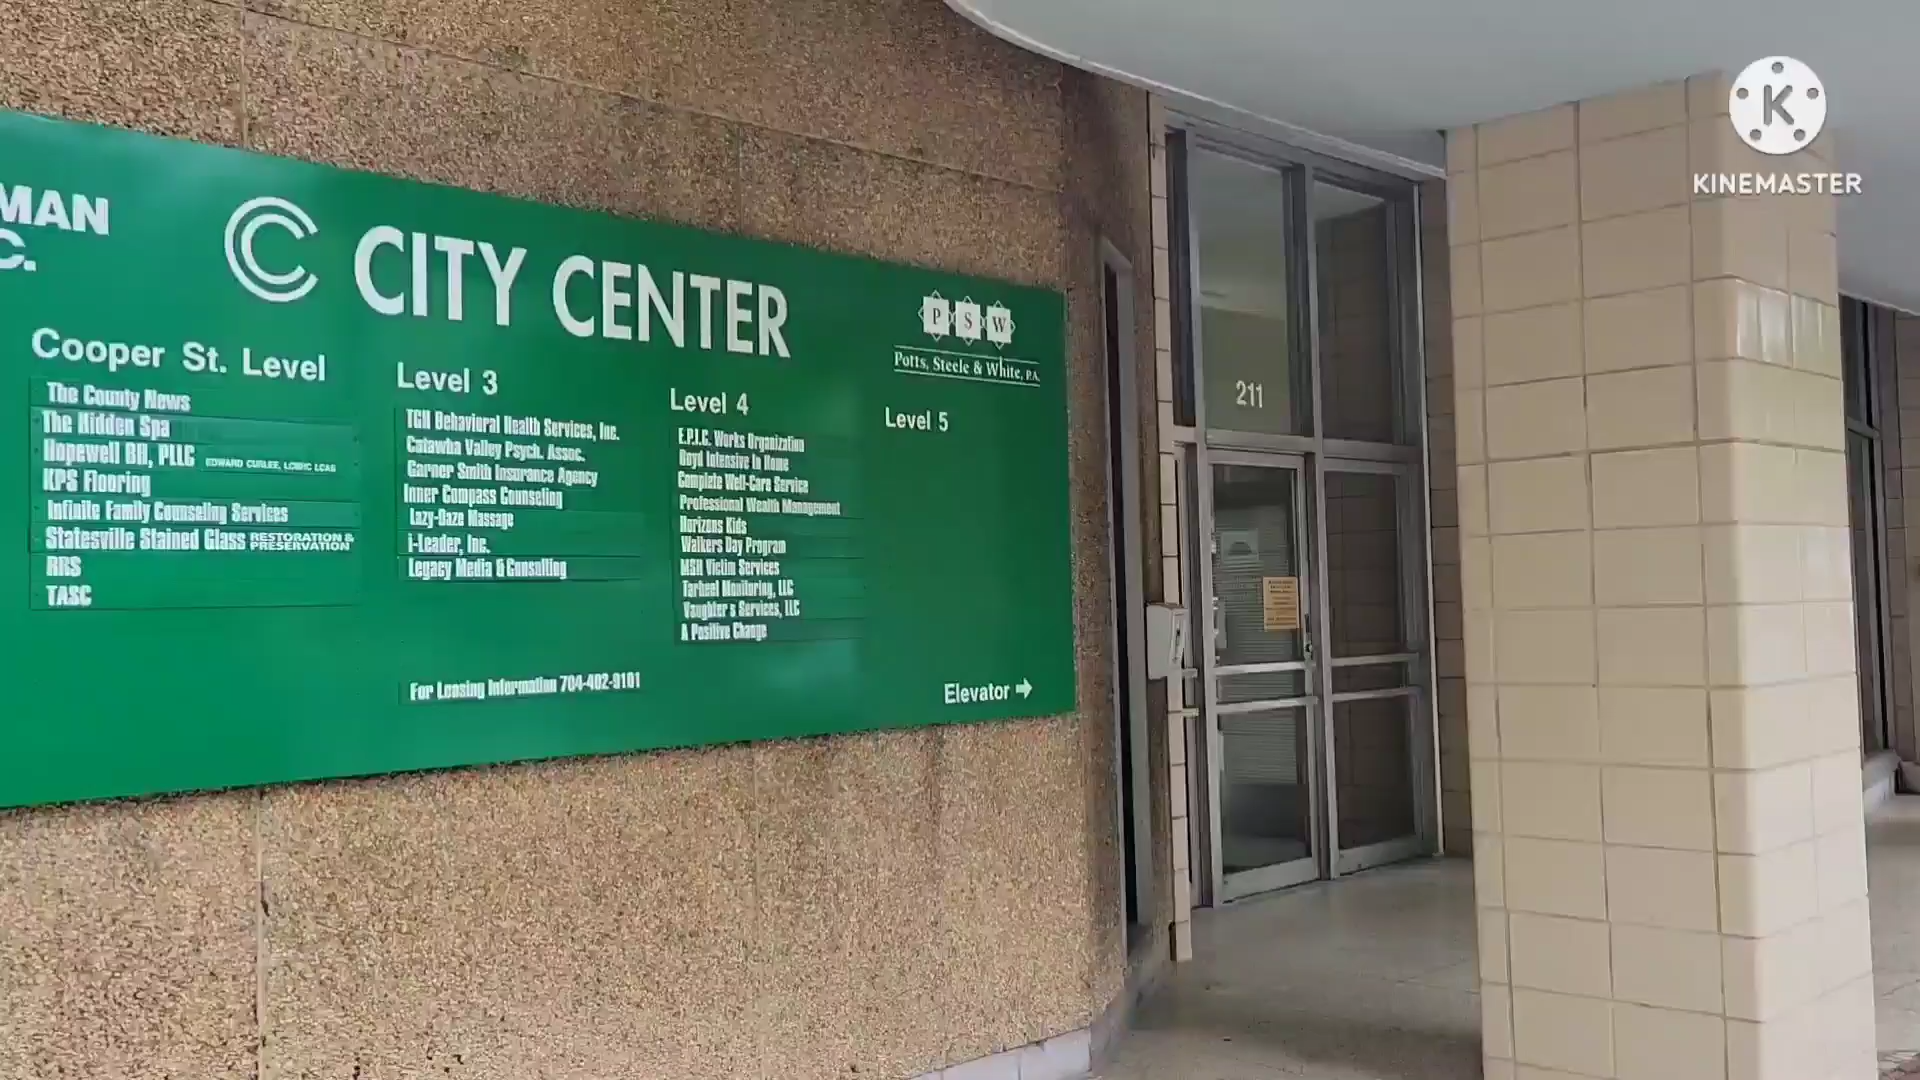 MAN
C.
CITY CENTER
P S W
Potts, Steele & White, P.A.
Cooper St. Level
The County News
The Hidden Spa
Hopewell BH, PLLC EDWARD CURLEE, LCMHC LCAS
KPS Flooring
Infinite Family Counseling Services
Statesville Stained Glass RESTORATION & PRESERVATION
RRS
TASC
Level 3
TGH Behavioral Health Services, Inc.
Catawba Valley Psych. Assoc.
Garner Smith Insurance Agency
Inner Compass Counseling
Lazy-Daze Massage
i-Leader, Inc.
Legacy Media & Consulting
For Leasing Information 704-402-9101
Level 4
E.P.I.C. Works Organization
Boyd Intensive In Home
Complete Well-Care Service
Professional Wealth Management
Horizons Kids
Walkers Day Program
MSH Victim Services
Tarheel Monitoring, LLC
Vaughter's Services, LLC
A Positive Change
Level 5
Elevator →
211
K
KINEMASTER